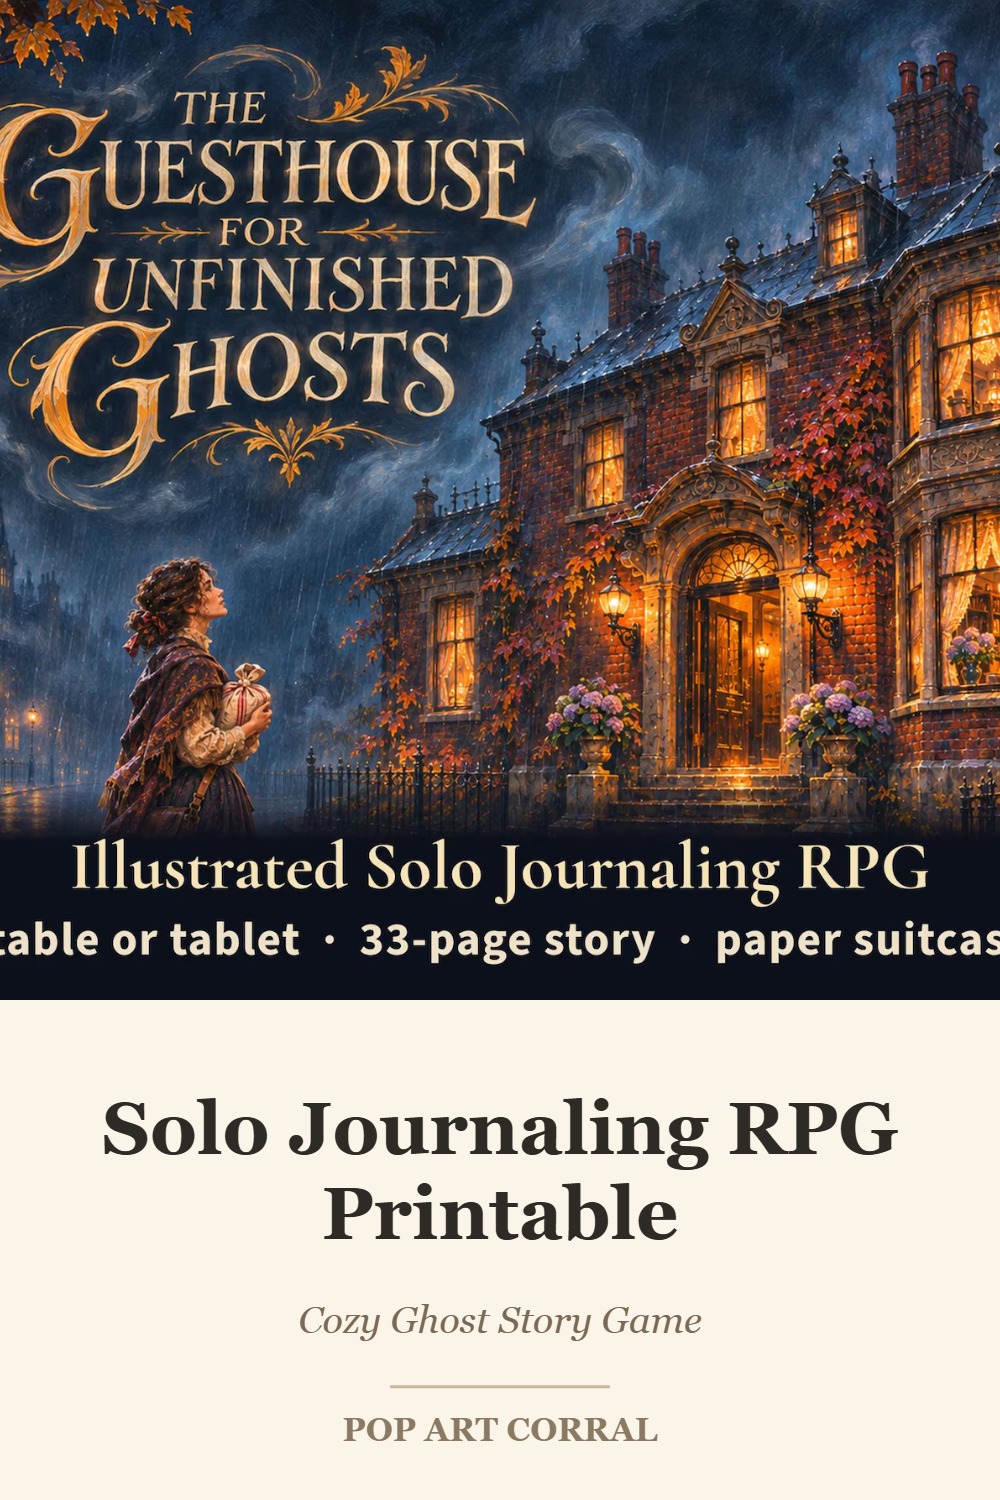 THE
GUESTHOUSE
FOR
UNFINISHED
GHOSTS
Illustrated Solo Journaling RPG
table or tablet · 33-page story · paper suitcas
Solo Journaling RPG
Printable
Cozy Ghost Story Game
POP ART CORRAL